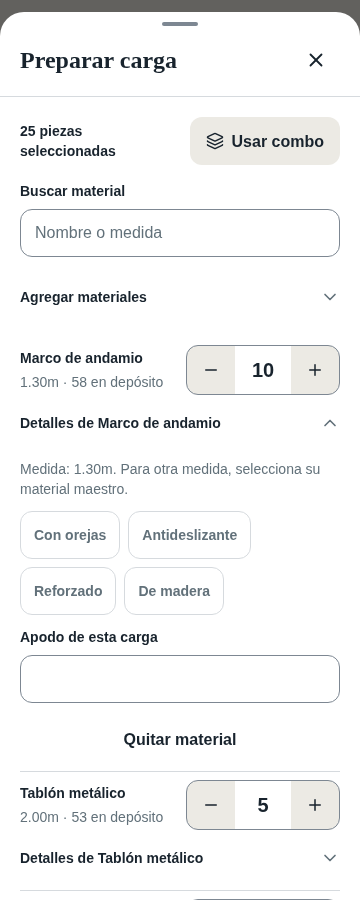 Preparar carga
25 piezas
seleccionadas
Usar combo
Buscar material
Nombre o medida
Agregar materiales
Marco de andamio
1.30m · 58 en depósito
10
Detalles de Marco de andamio
Medida: 1.30m. Para otra medida, selecciona su
material maestro.
Con orejas
Antideslizante
Reforzado
De madera
Apodo de esta carga
Quitar material
Tablón metálico
2.00m · 53 en depósito
5
Detalles de Tablón metálico